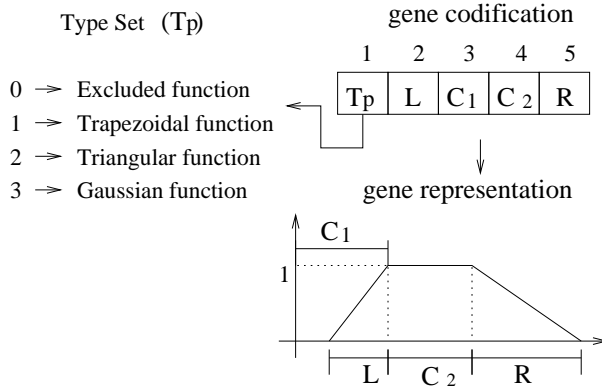 Type Set (Tp)
0 → Excluded function
1 → Trapezoidal function
2 → Triangular function
3 → Gaussian function
gene codification
1 2 3 4 5
Tp L C1 C2 R
gene representation
C1
1
L C2 R